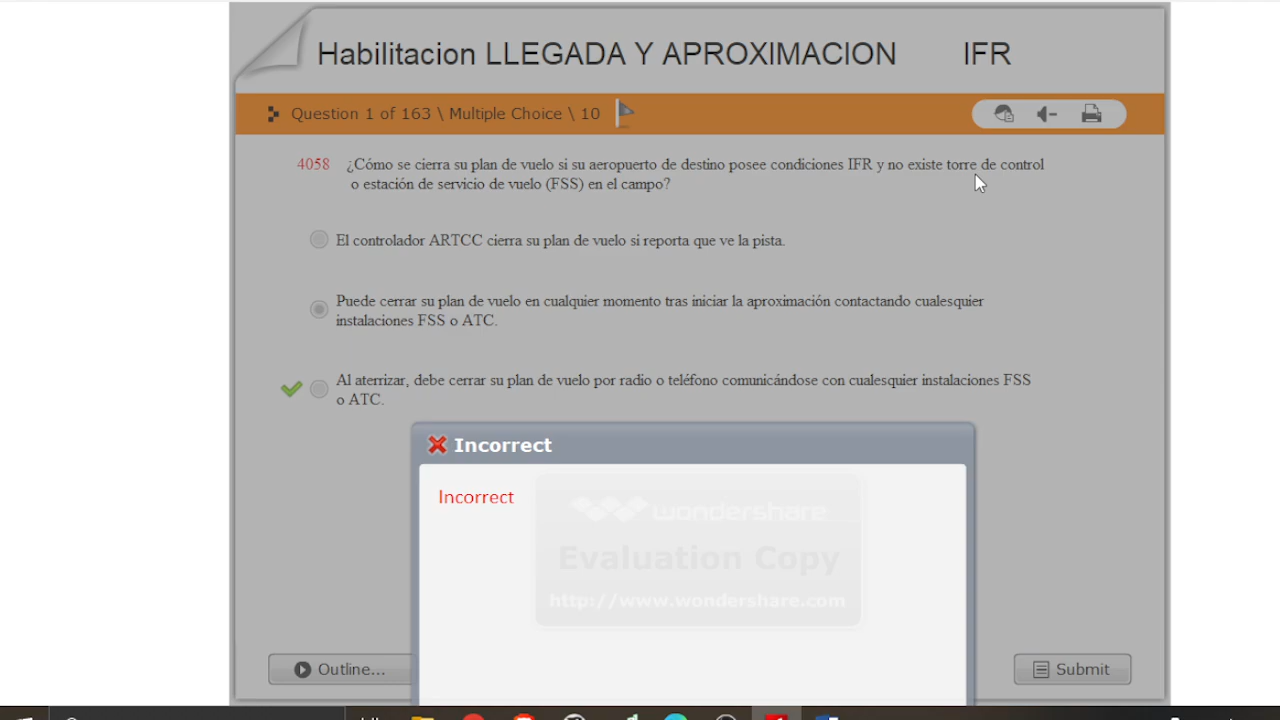 Habilitacion LLEGADA Y APROXIMACION IFR
Question 1 of 163 \ Multiple Choice \ 10
4058 ¿Cómo se cierra su plan de vuelo si su aeropuerto de destino posee condiciones IFR y no existe torre de control
o estación de servicio de vuelo (FSS) en el campo?
El controlador ARTCC cierra su plan de vuelo si reporta que ve la pista.
Puede cerrar su plan de vuelo en cualquier momento tras iniciar la aproximación contactando cualesquier
instalaciones FSS o ATC.
Al aterrizar, debe cerrar su plan de vuelo por radio o teléfono comunicándose con cualesquier instalaciones FSS
o ATC.
Incorrect
Incorrect
wondershare
Evaluation Copy
http://www.wondershare.com
Outline...
Submit